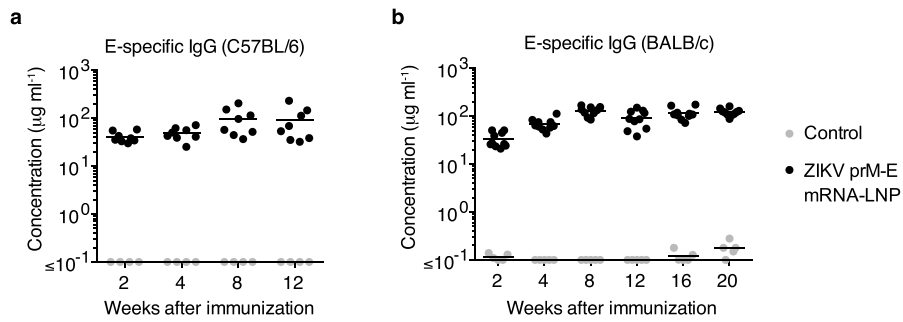 a
E-specific IgG (C57BL/6)
Concentration (µg ml⁻¹)
10³
10²
10¹
10⁰
≤10⁻¹
2 4 8 12
Weeks after immunization
b
E-specific IgG (BALB/c)
Concentration (µg ml⁻¹)
10³
10²
10¹
10⁰
≤10⁻¹
2 4 8 12 16 20
Weeks after immunization
Control
ZIKV prM-E
mRNA-LNP